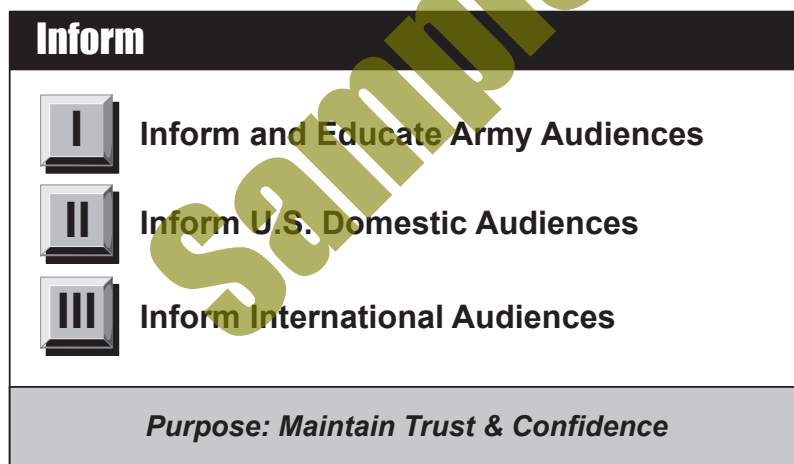 Inform
I Inform and Educate Army Audiences
II Inform U.S. Domestic Audiences
III Inform International Audiences
Purpose: Maintain Trust & Confidence
Sample